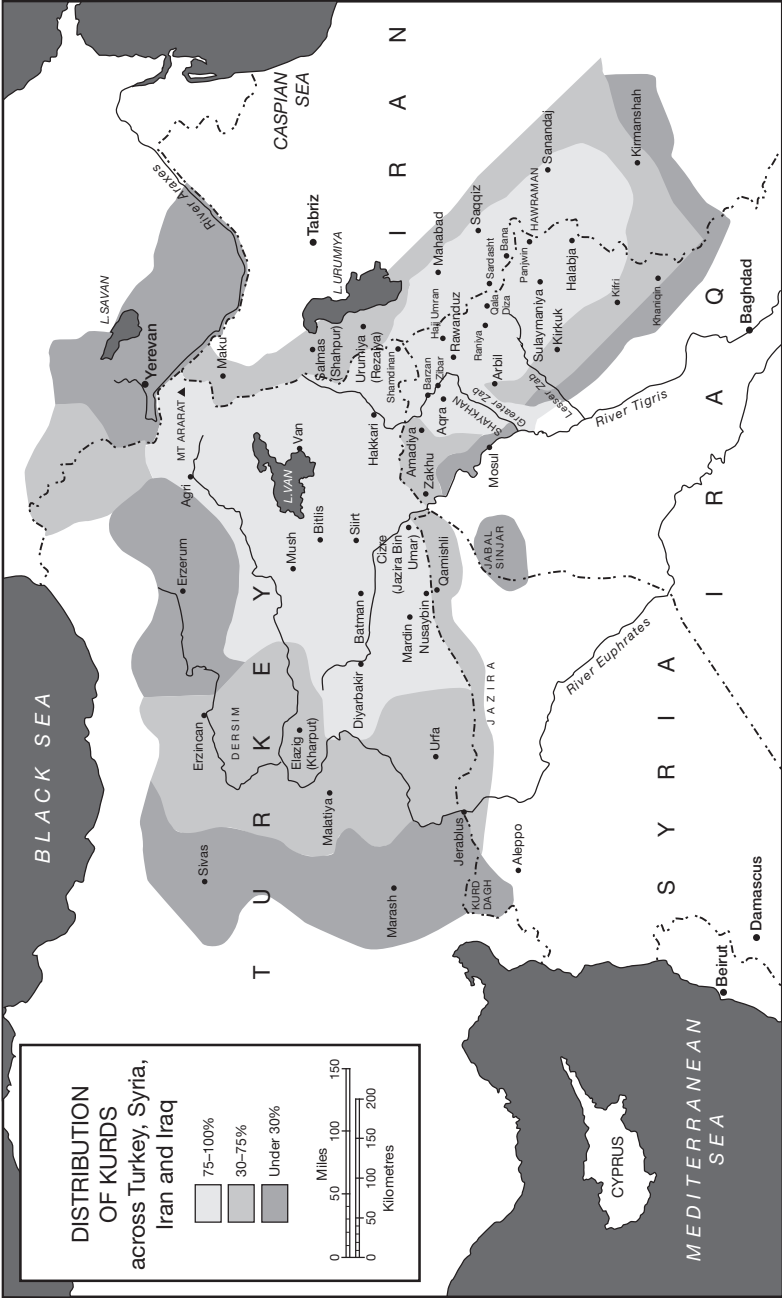 DISTRIBUTION
OF KURDS
across Turkey, Syria,
Iran and Iraq
75–100%
30–75%
Under 30%
Miles
0 50 100 150
0 50 100 150 200
Kilometres
BLACK SEA
CASPIAN
SEA
MEDITERRANEAN
SEA
CYPRUS
TURKEY
SYRIA
IRAQ
IRAN
Sivas
Erzincan
DERSIM
Erzerum
Elazig
(Kharput)
Malatiya
Marash
Urfa
Jerablus
KURD
DAGH
Aleppo
Beirut
Damascus
JAZIRA
Diyarbakir
Batman
Mardin
Nusaybin
Qamishli
Cizre
(Jazira Bin
Umar)
Siirt
Bitlis
Mush
L.VAN
Van
Agri
MT ARARAT
Yerevan
L.SAVAN
River Araxes
Maku
Tabriz
L.URUMIYA
Salmas
(Shahpur)
Urumiya
(Rezaiya)
Shamdinan
Hakkari
Amadiya
Zakhu
Barzan
Zibar
Aqra
SHAYKHAN
Greater Zab
Lesser Zab
Mosul
JABAL
SINJAR
River Euphrates
River Tigris
Hajj Umran
Rawanduz
Raniya
Qala
Diza
Arbil
Mahabad
Sardasht
Saqqiz
Bana
Panjwin
HAWRAMAN
Sanandaj
Sulaymaniya
Kirkuk
Halabja
Kifri
Khaniqin
Kirmanshah
Baghdad